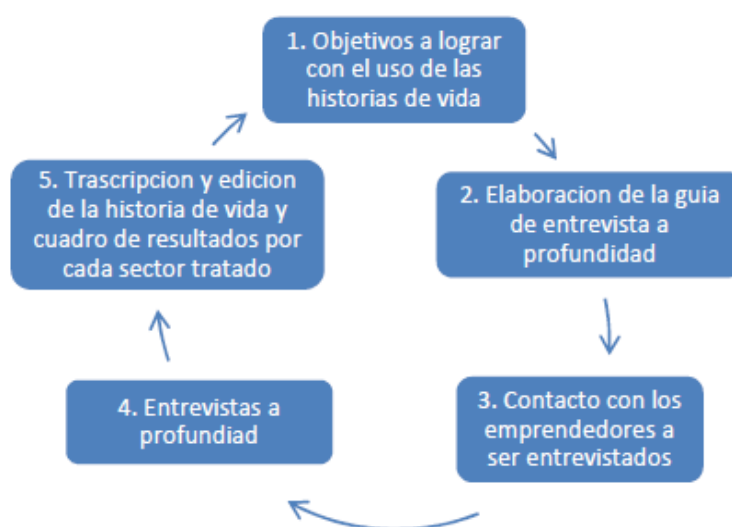 1. Objetivos a lograr
con el uso de las
historias de vida
2. Elaboracion de la guia
de entrevista a
profundidad
3. Contacto con los
emprendedores a
ser entrevistados
4. Entrevistas a
profundiad
5. Trascripcion y edicion
de la historia de vida y
cuadro de resultados por
cada sector tratado